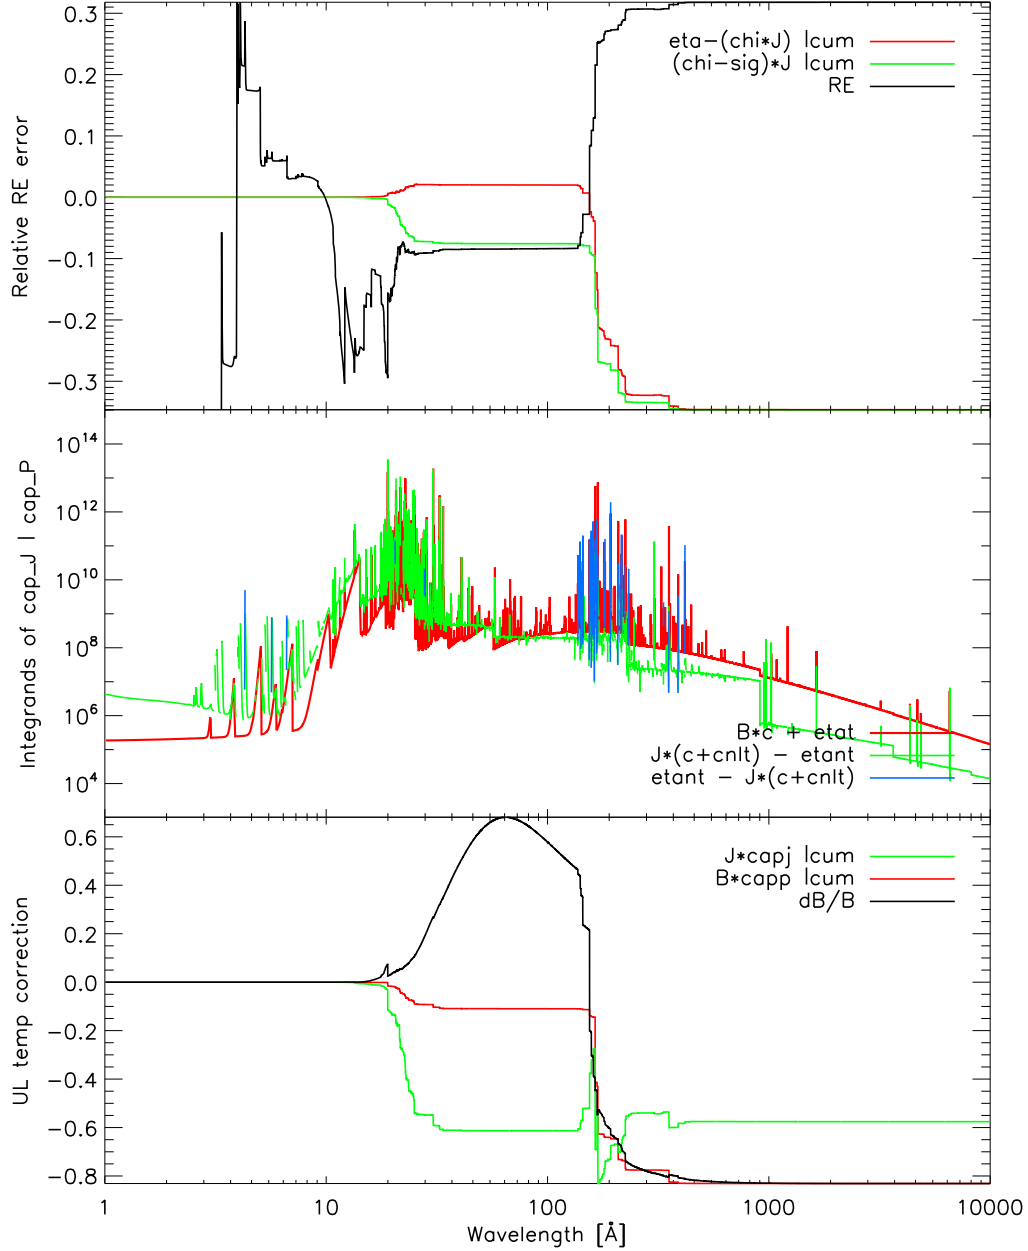 0.3
0.2
0.1
0.0
−0.1
−0.2
−0.3
Relative RE error
eta−(chi*J) lcum
(chi−sig)*J lcum
RE
10^14
10^12
10^10
10^8
10^6
10^4
Integrands of cap_J | cap_P
B*c + etat
J*(c+cnlt) − etant
etant − J*(c+cnlt)
0.6
0.4
0.2
0.0
−0.2
−0.4
−0.6
−0.8
UL temp correction
J*capj lcum
B*capp lcum
dB/B
1 10 100 1000 10000
Wavelength [Å]